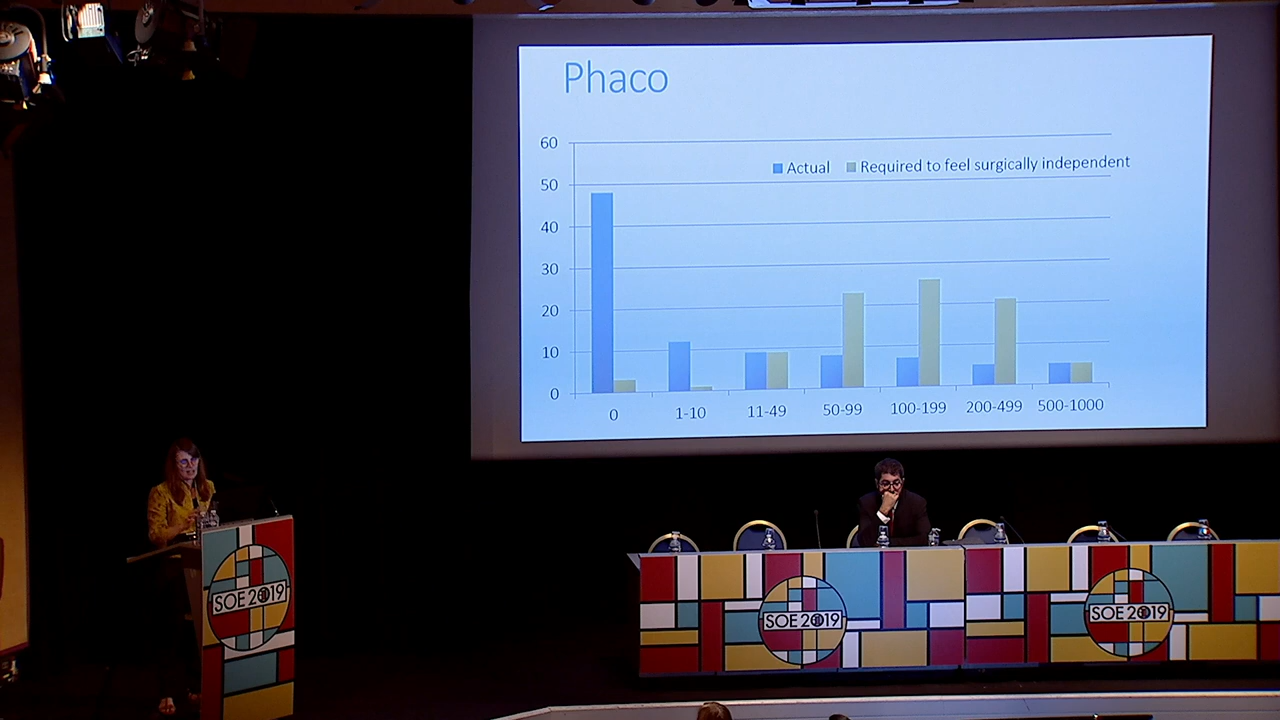 Phaco
60
Actual Required to feel surgically independent
50
40
30
20
10
0
0 1-10 11-49 50-99 100-199 200-499 500-1000
SOE 2019
SOE 2019
SOE 2019